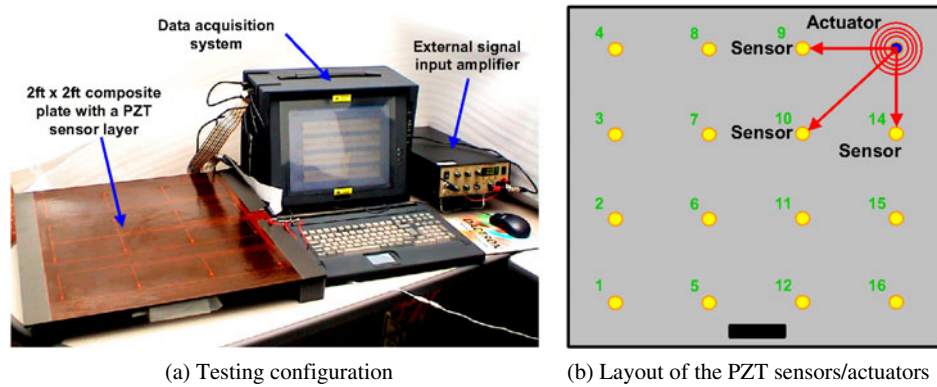 Data acquisition
system
External signal
input amplifier
2ft x 2ft composite
plate with a PZT
sensor layer
(a) Testing configuration
Actuator
4
8
9
Sensor
3
7
10
14
Sensor
Sensor
2
6
11
15
1
5
12
16
(b) Layout of the PZT sensors/actuators